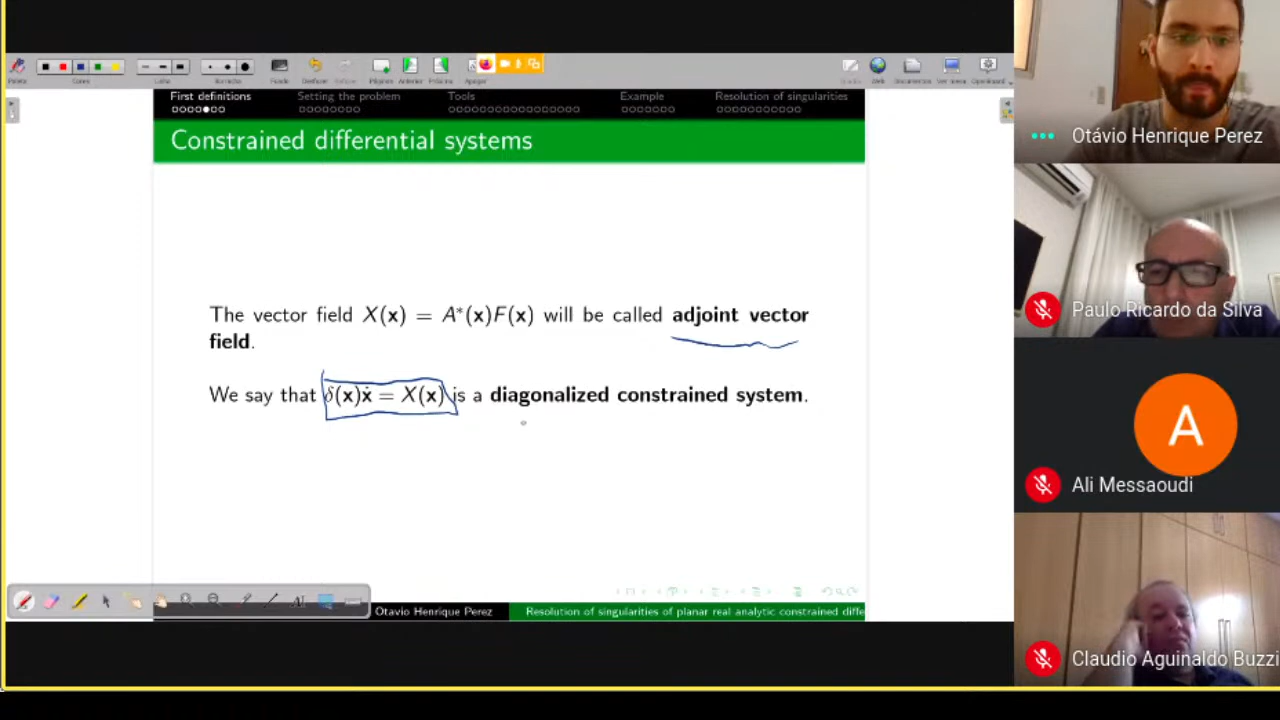 First definitions
Setting the problem
Tools
Example
Resolution of singularities
Constrained differential systems
The vector field X(x) = A*(x)F(x) will be called adjoint vector
field.
We say that δ(x)ẋ = X(x) is a diagonalized constrained system.
Otavio Henrique Perez
Resolution of singularities of planar real analytic constrained diffe
Otávio Henrique Perez
Paulo Ricardo da Silva
A
Ali Messaoudi
Claudio Aguinaldo Buzzi